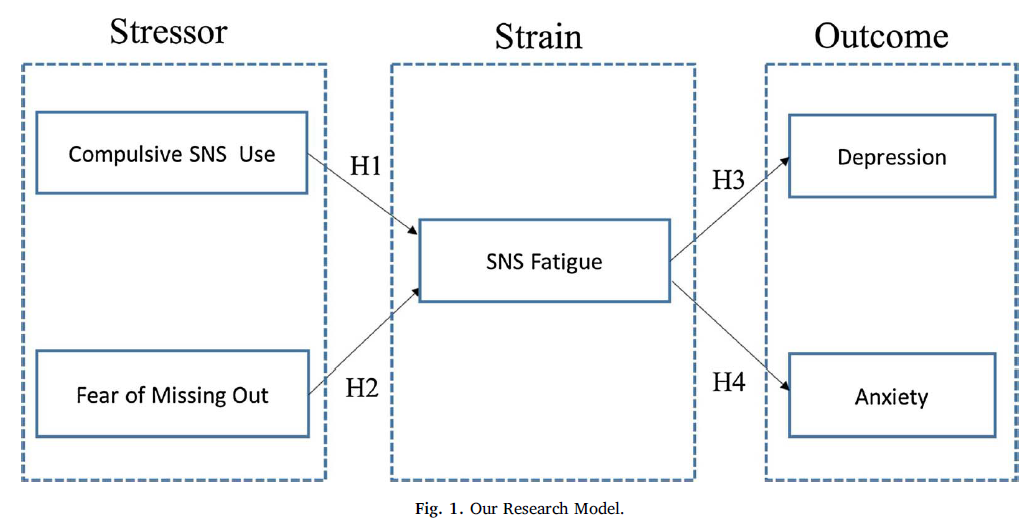 Stressor
Strain
Outcome
Compulsive SNS Use
H1
H3
Depression
SNS Fatigue
Fear of Missing Out
H2
H4
Anxiety
Fig. 1. Our Research Model.